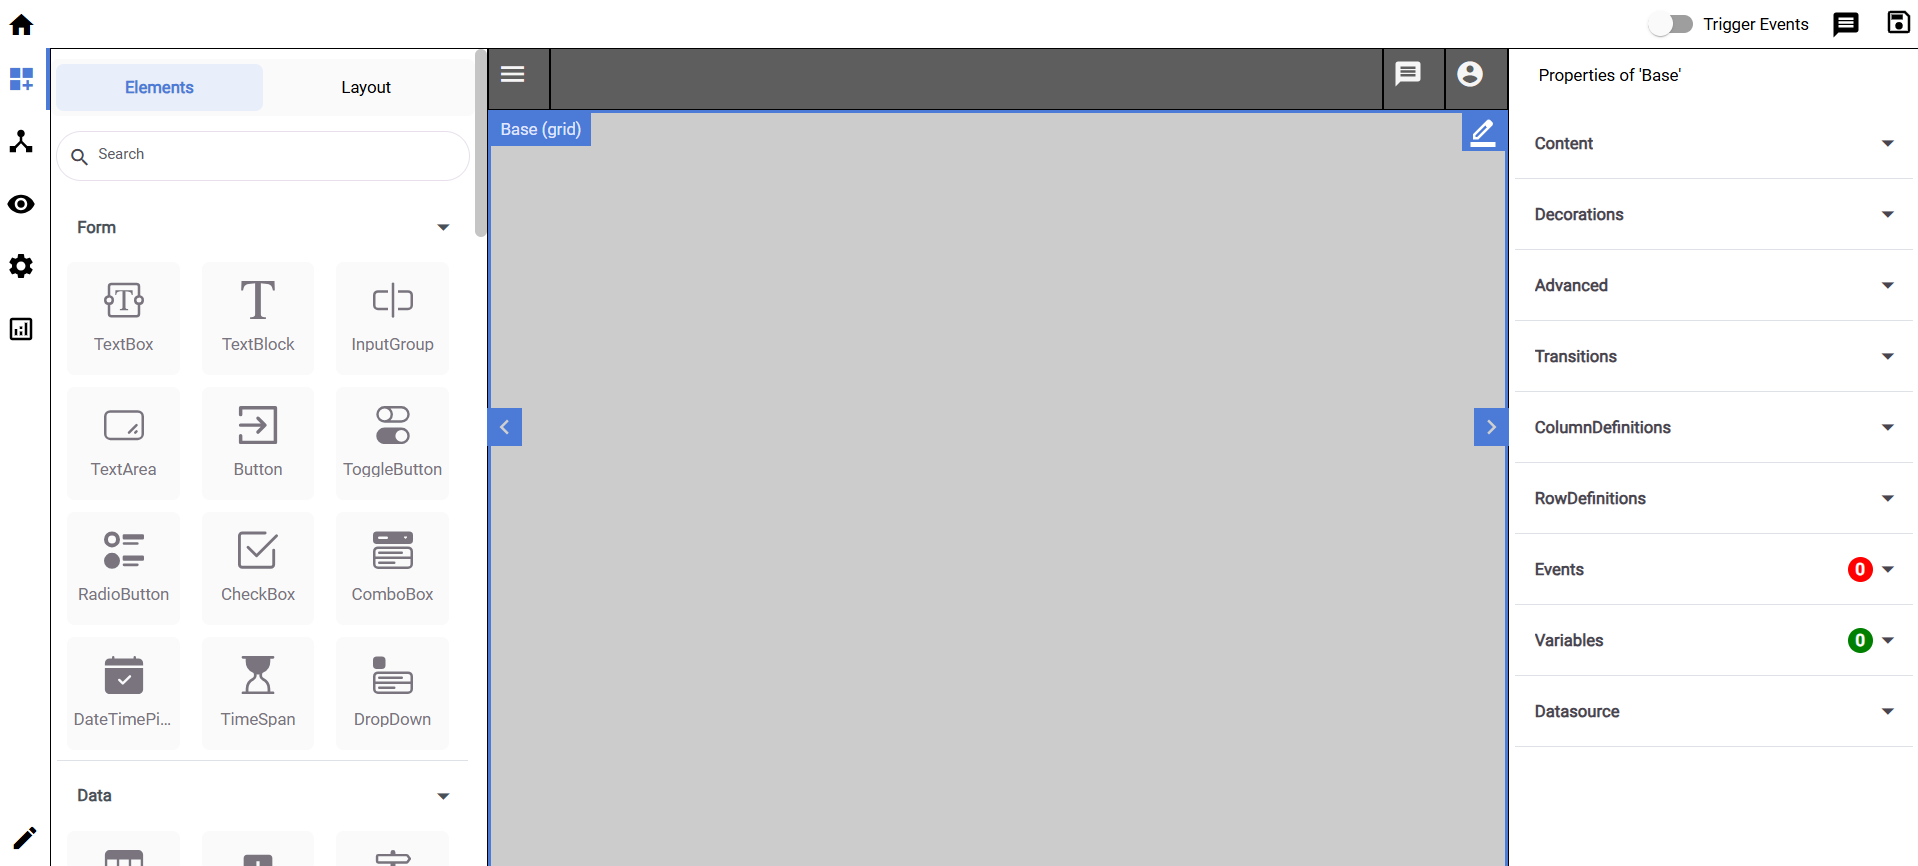 Trigger Events
Elements
Layout
Search
Form
TextBox
TextBlock
InputGroup
TextArea
Button
ToggleButton
RadioButton
CheckBox
ComboBox
DateTimePi...
TimeSpan
DropDown
Data
Base (grid)
Properties of 'Base'
Content
Decorations
Advanced
Transitions
ColumnDefinitions
RowDefinitions
Events 0
Variables 0
Datasource